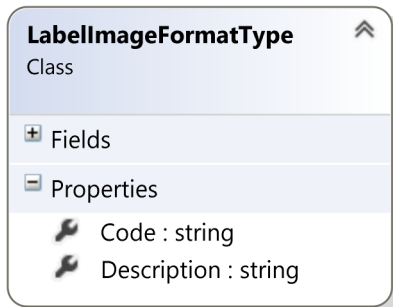 LabelImageFormatType
Class
Fields
Properties
Code : string
Description : string